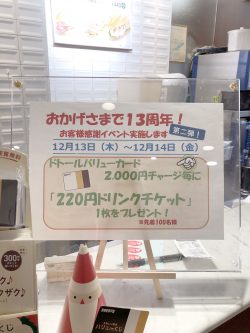 おかげさまで13周年！
お客様感謝イベント実施します
第二弾！
12月13日（木）～12月14日（金）
ドトールバリューカード
2,000円チャージ毎に
「220円ドリンクチケット」
1枚をプレゼント！
※先着100名様
300